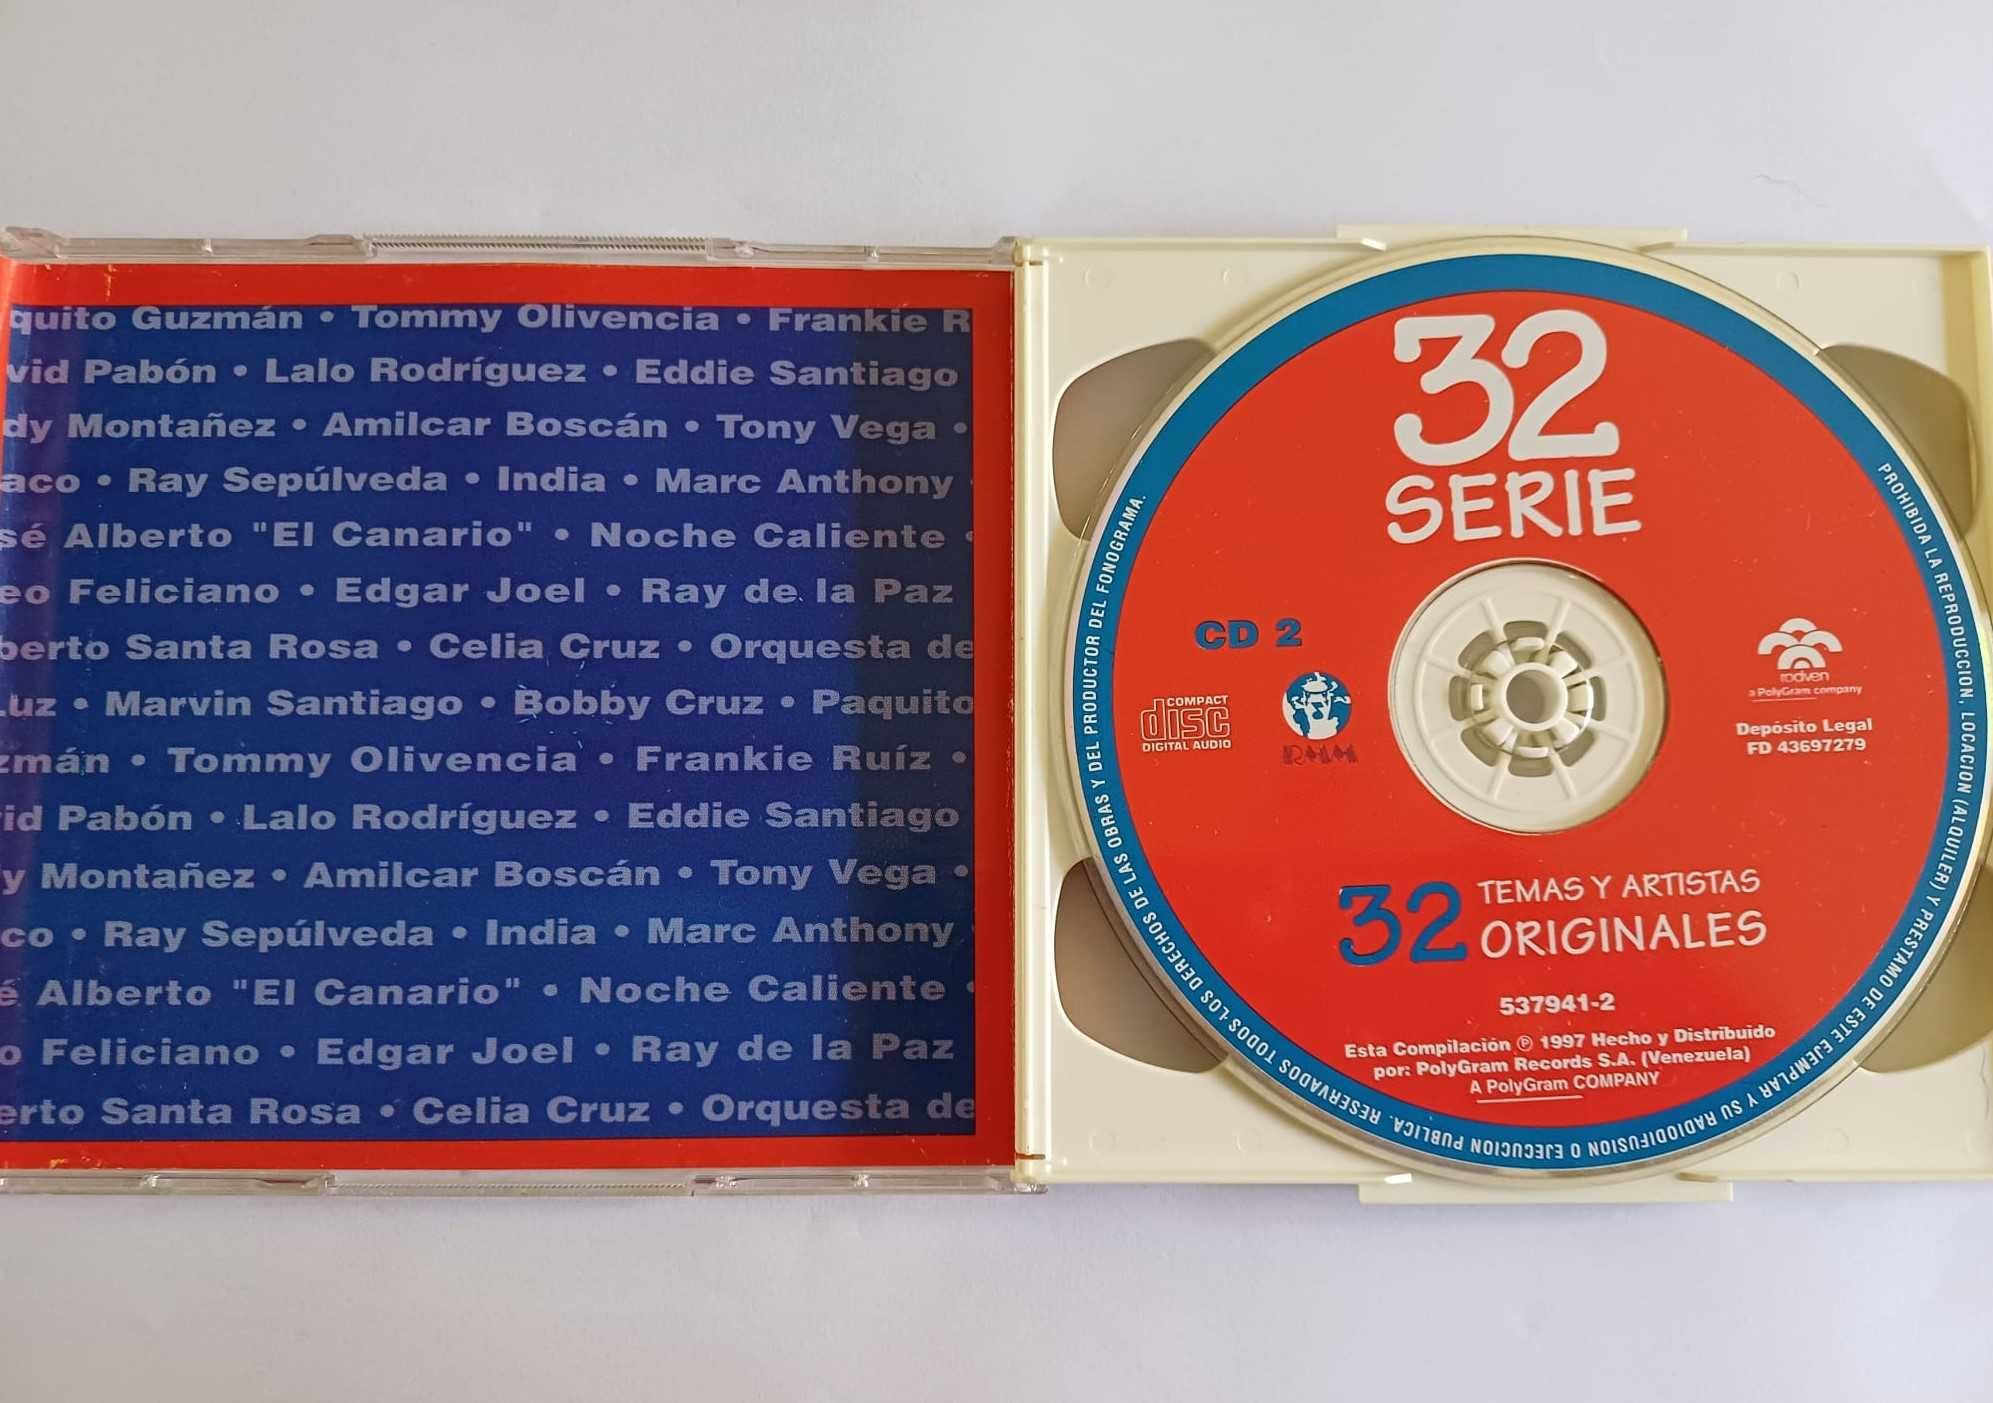 quito Guzmán • Tommy Olivencia • Frankie R
vid Pabón • Lalo Rodríguez • Eddie Santiago
dy Montañez • Amilcar Boscán • Tony Vega •
aco • Ray Sepúlveda • India • Marc Anthony •
sé Alberto "El Canario" • Noche Caliente •
eo Feliciano • Edgar Joel • Ray de la Paz
berto Santa Rosa • Celia Cruz • Orquesta de
Luz • Marvin Santiago • Bobby Cruz • Paquito
zmán • Tommy Olivencia • Frankie Ruíz •
id Pabón • Lalo Rodríguez • Eddie Santiago
y Montañez • Amilcar Boscán • Tony Vega •
co • Ray Sepúlveda • India • Marc Anthony •
é Alberto "El Canario" • Noche Caliente •
o Feliciano • Edgar Joel • Ray de la Paz
erto Santa Rosa • Celia Cruz • Orquesta de
32
SERIE
CD 2
COMPACT
disc
DIGITAL AUDIO
RMM
rodven
a PolyGram company
Depósito Legal
FD 43697279
32 TEMAS Y ARTISTAS
ORIGINALES
537941-2
Esta Compilación ℗ 1997 Hecho y Distribuido
por: PolyGram Records S.A. (Venezuela)
A PolyGram COMPANY
PROHIBIDA LA REPRODUCCION, LOCACION (ALQUILER) Y PRESTAMO DE ESTE EJEMPLAR Y SU RADIODIFUSION O EJECUCION PUBLICA. RESERVADOS TODOS LOS DERECHOS DE LAS OBRAS Y DEL PRODUCTOR DEL FONOGRAMA.